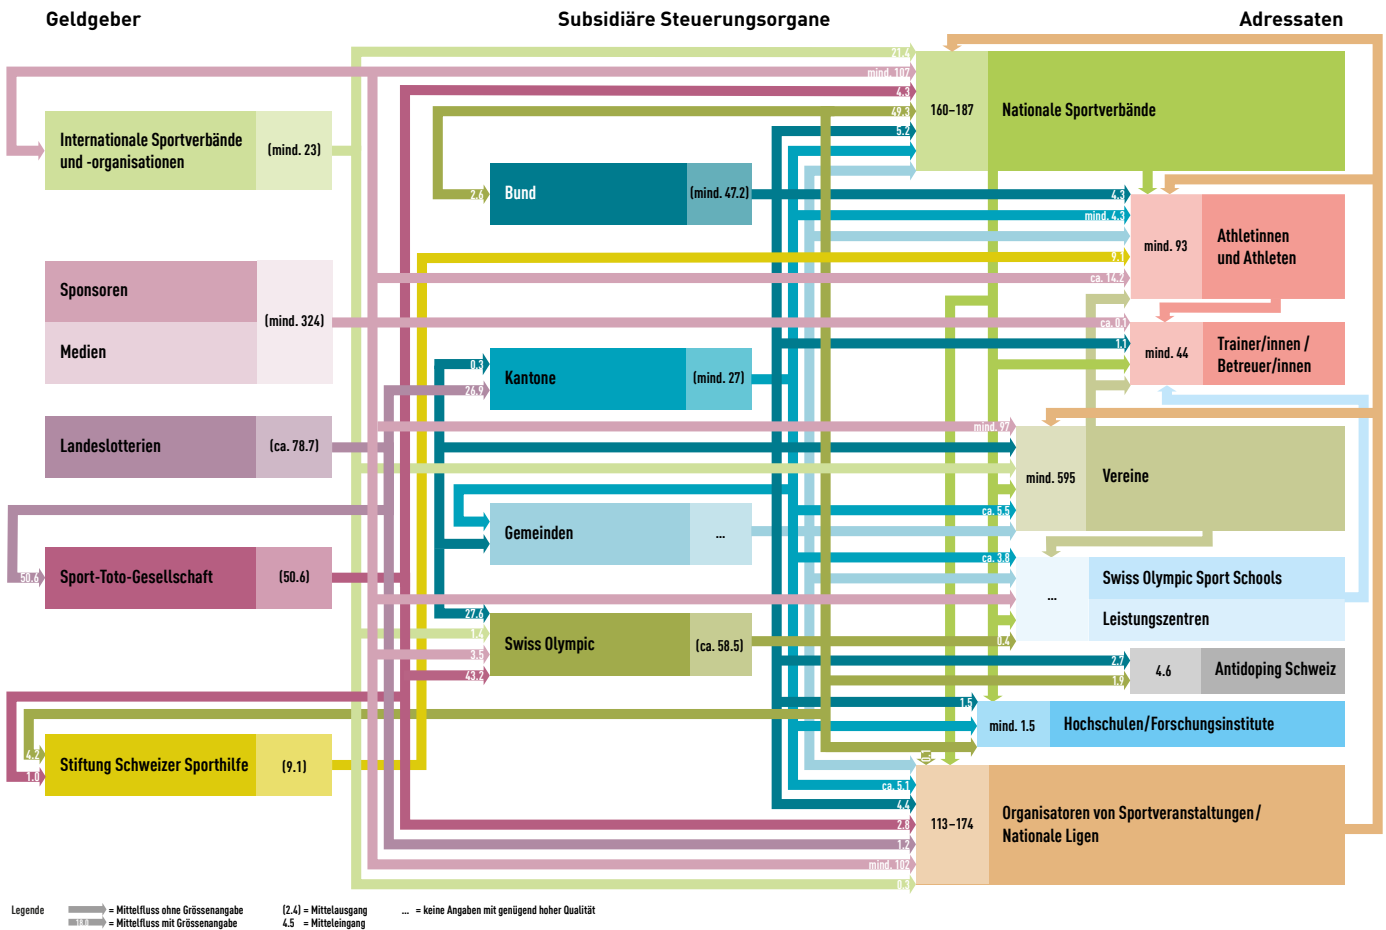 Geldgeber
Subsidiäre Steuerungsorgane
Adressaten
21.4
mind. 107
4.3
49.3
5.2
160–187
Nationale Sportverbände
Internationale Sportverbände
und -organisationen
(mind. 23)
2.6
Bund
(mind. 47.2)
4.3
mind. 4.3
9.1
ca. 14.2
mind. 93
Athletinnen
und Athleten
Sponsoren
Medien
(mind. 324)
ca. 0.1
1.1
mind. 44
Trainer/innen /
Betreuer/innen
0.3
26.9
Kantone
(mind. 27)
Landeslotterien
(ca. 78.7)
mind. 97
ca. 5.5
mind. 595
Vereine
Gemeinden
...
50.6
Sport-Toto-Gesellschaft
(50.6)
ca. 3.8
0.4
...
Swiss Olympic Sport Schools
Leistungszentren
27.6
1.4
3.5
43.2
Swiss Olympic
(ca. 58.5)
2.7
1.9
4.6
Antidoping Schweiz
1.5
mind. 1.5
Hochschulen/Forschungsinstitute
4.2
1.0
Stiftung Schweizer Sporthilfe
(9.1)
ca. 5.1
4.4
2.8
1.2
mind. 102
0.3
113–174
Organisatoren von Sportveranstaltungen/
Nationale Ligen
Legende
= Mittelfluss ohne Grössenangabe
(2.4) = Mittelausgang
... = keine Angaben mit genügend hoher Qualität
18.0 = Mittelfluss mit Grössenangabe
4.5 = Mitteleingang